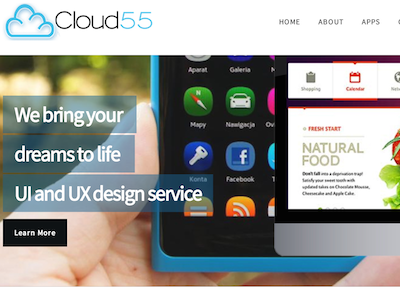 Cloud55
HOME ABOUT APPS
We bring your
dreams to life
UI and UX design service
Learn More
Aparat Galeria
Mapy Nawigacja
Konta Facebook
Shopping Calendar
FRESH START
NATURAL
FOOD
Don't fall into a deprivation trap!
Satisfy your sweet tooth with
updated takes on Chocolate Mousse,
Cheesecake and Apple Cake.